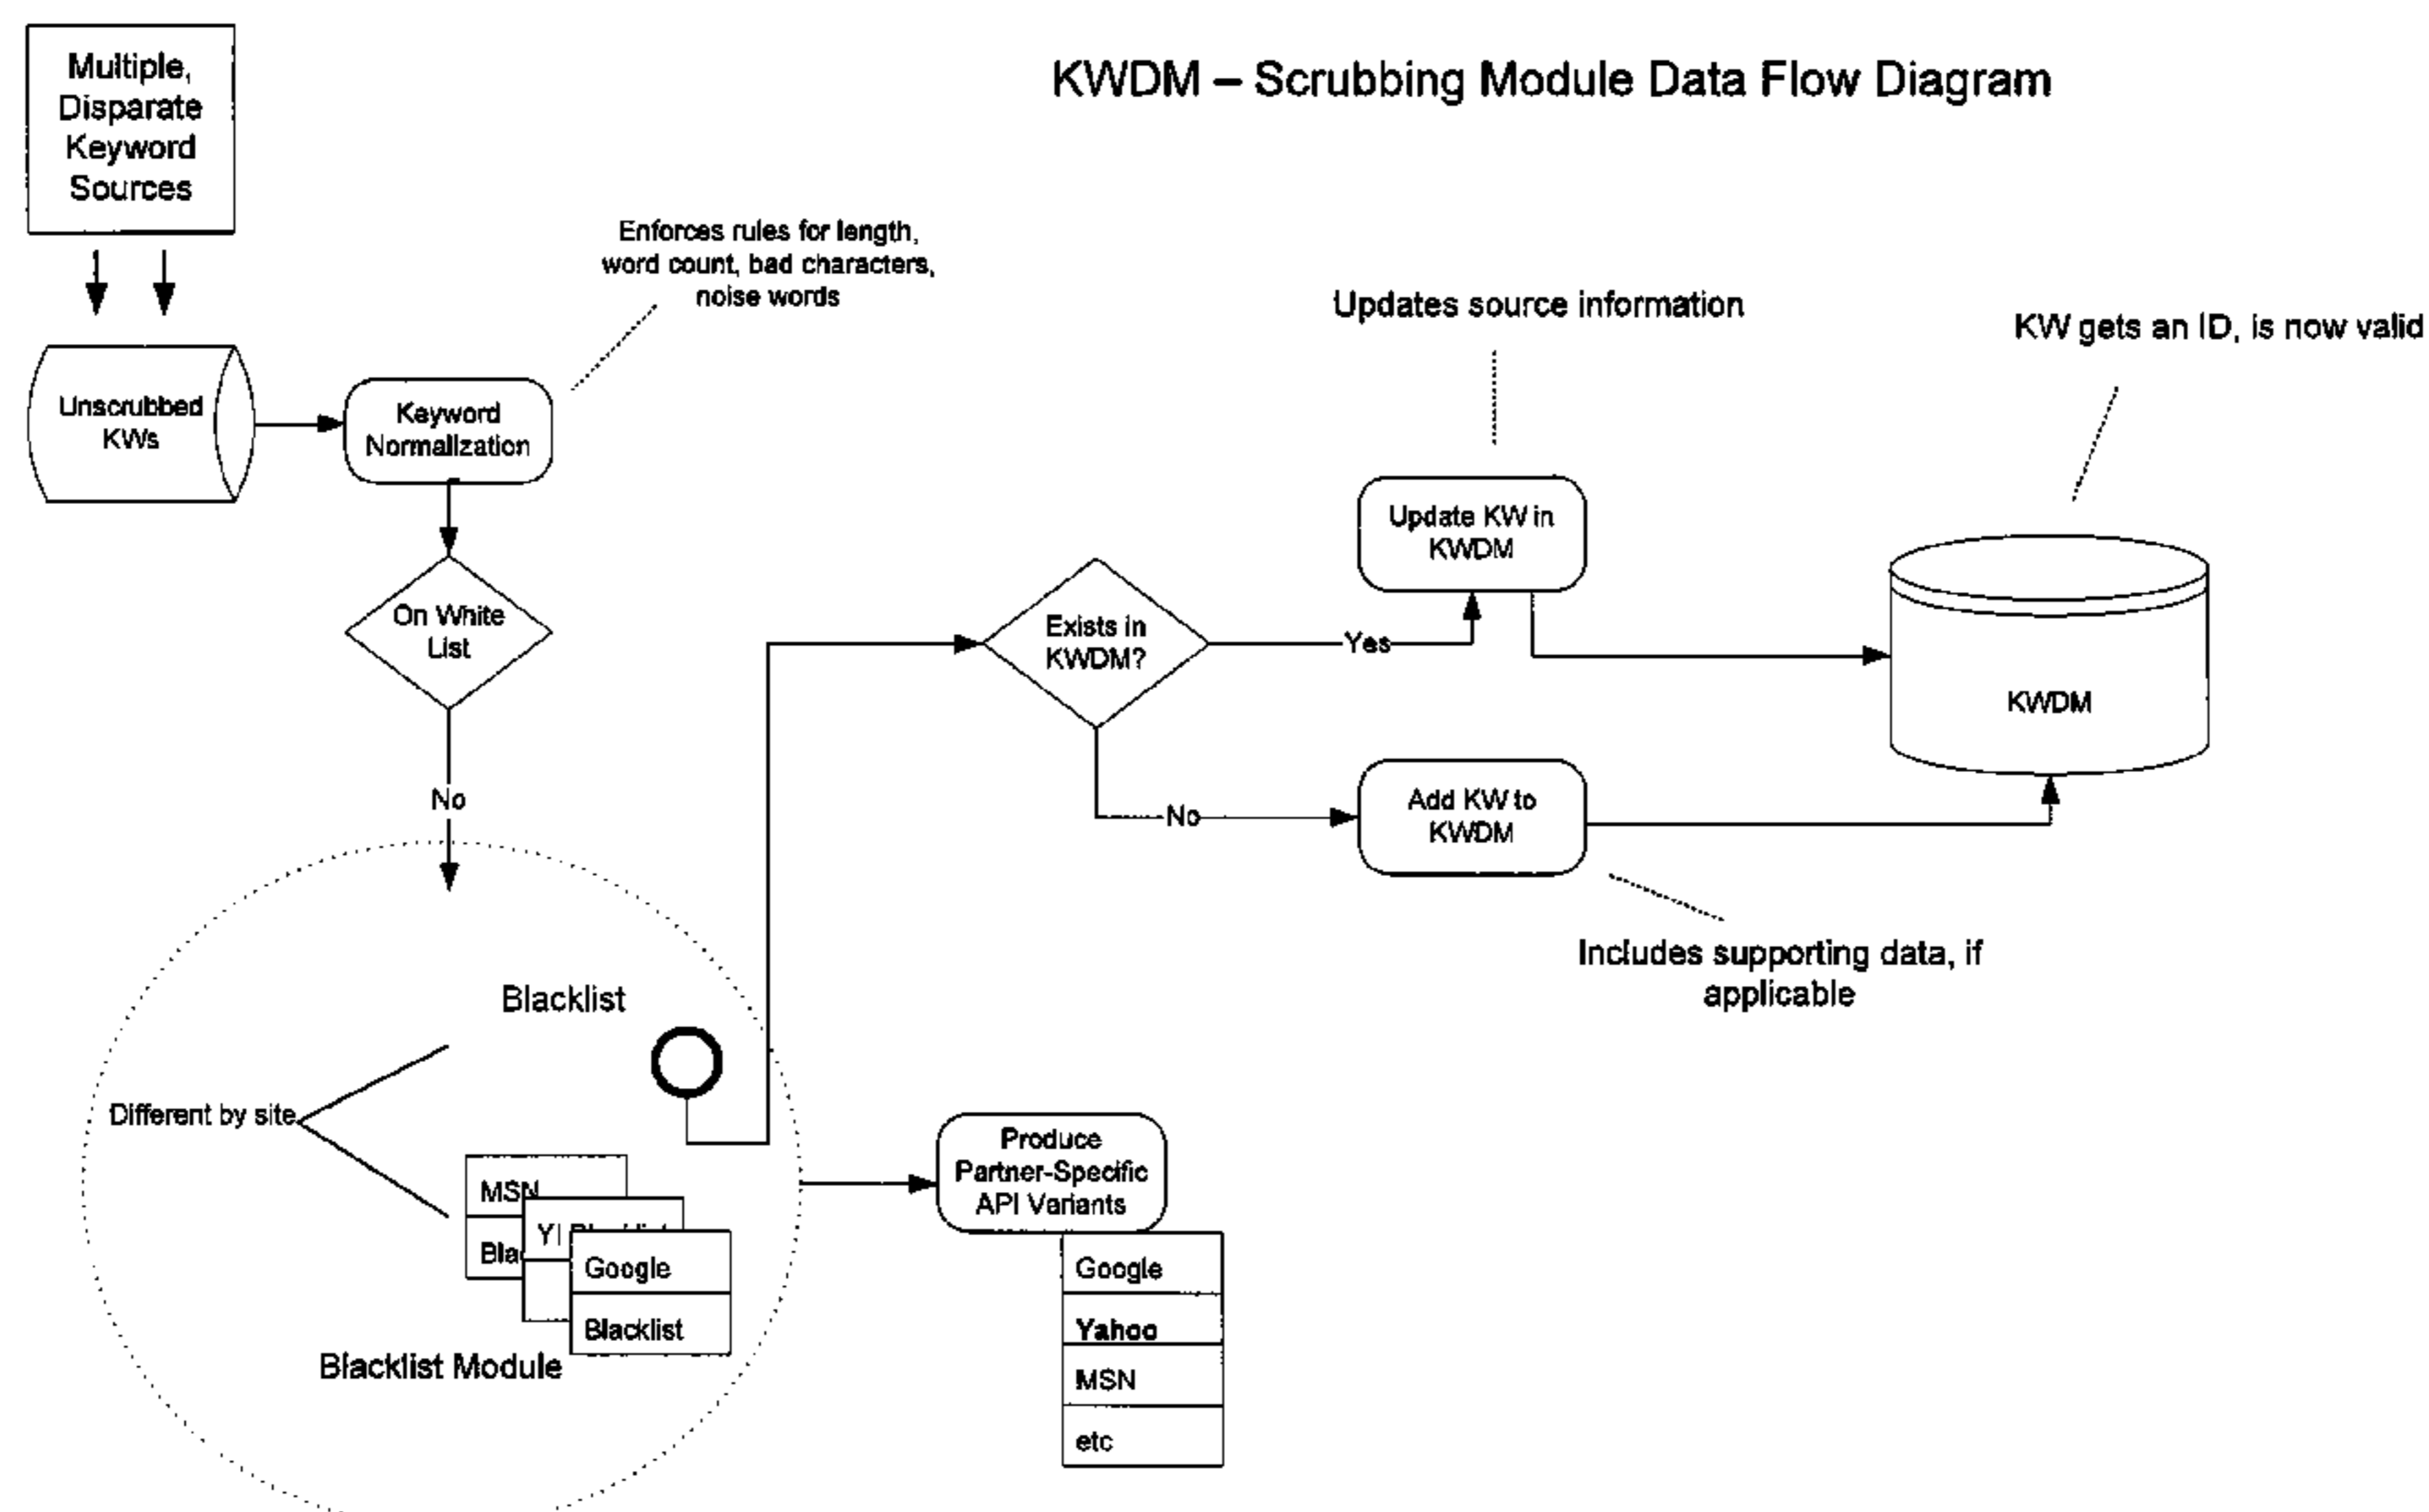 KWDM – Scrubbing Module Data Flow Diagram
Multiple,
Disparate
Keyword
Sources
Enforces rules for length,
word count, bad characters,
noise words
Updates source information
KW gets an ID, is now valid
Unscrubbed
KWs
Keyword
Normalization
Update KW in
KWDM
On White
List
Exists in
KWDM?
Yes
KWDM
No
No
Add KW to
KWDM
Includes supporting data, if
applicable
Blacklist
Different by site
Produce
Partner-Specific
API Variants
MSN
Google
Blacklist
Blacklist Module
Google
Yahoo
MSN
etc